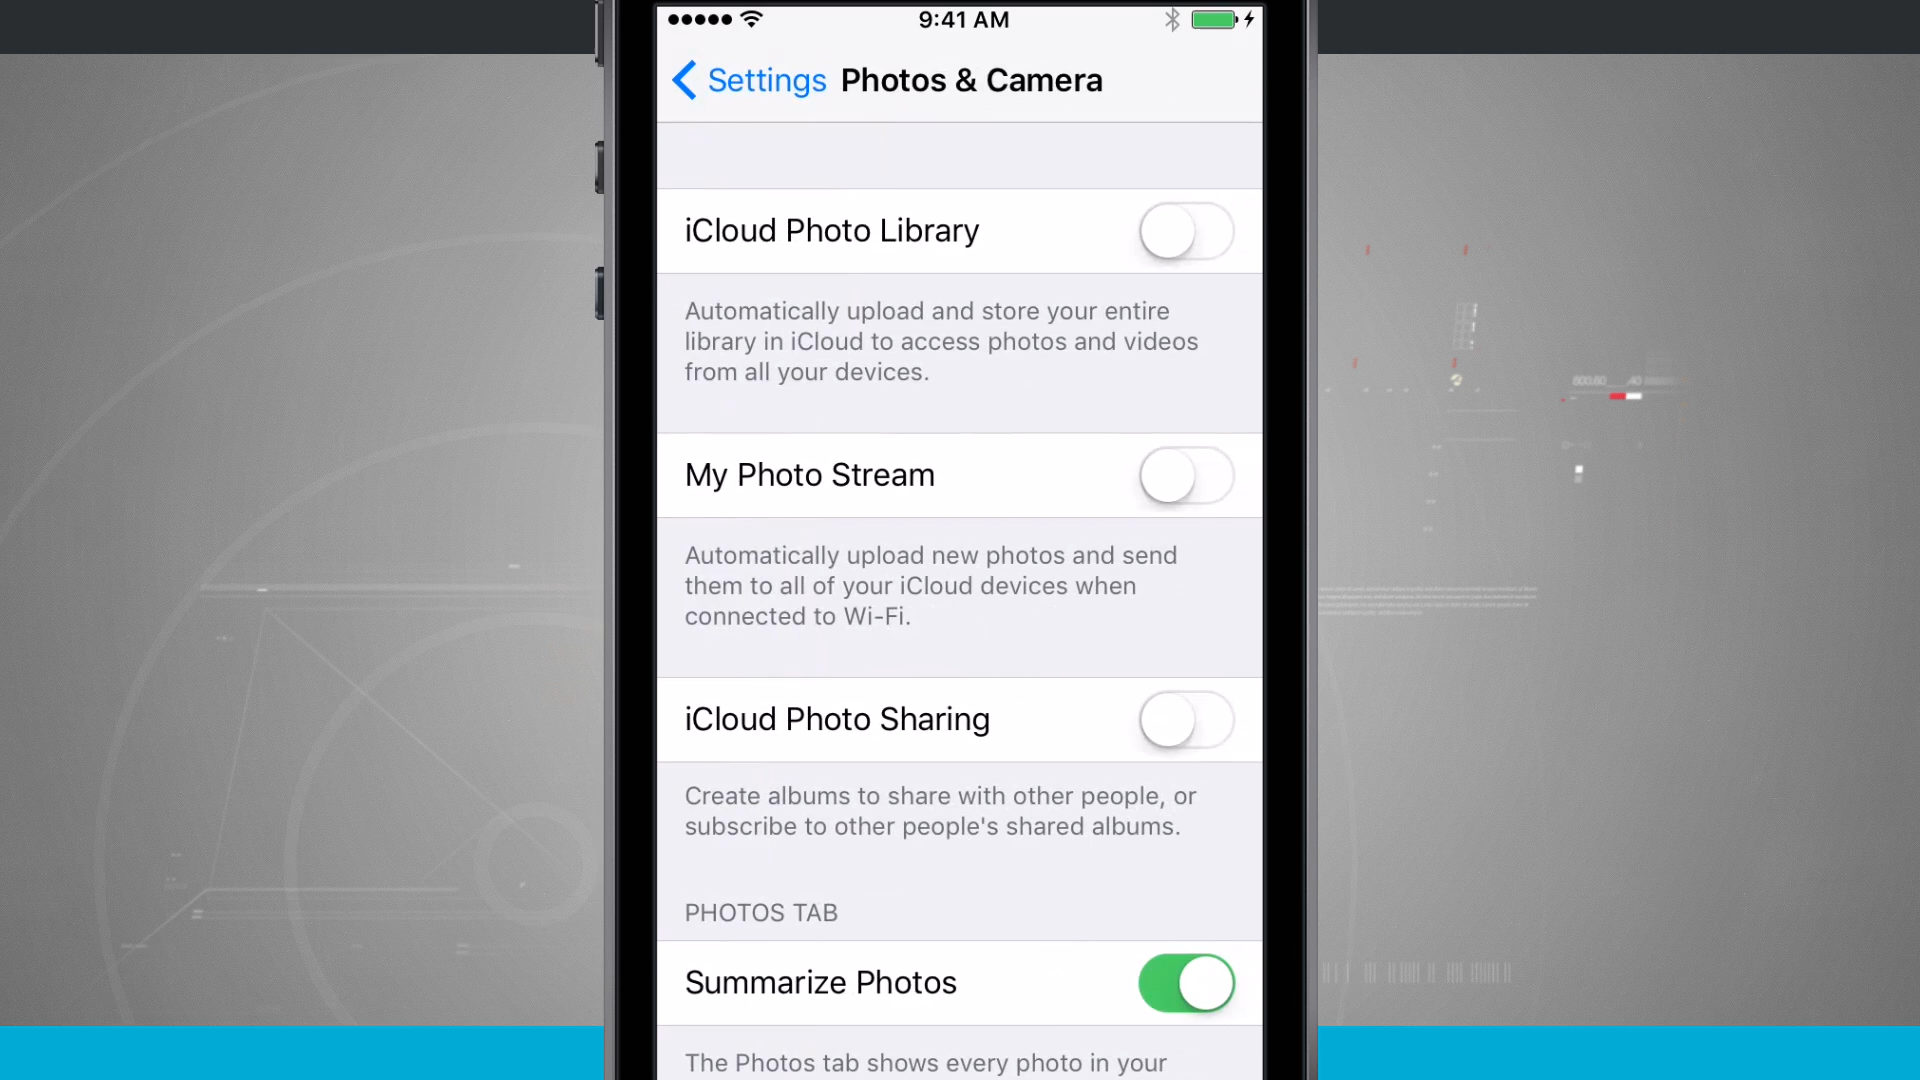 9:41 AM
Settings Photos & Camera
iCloud Photo Library
Automatically upload and store your entire
library in iCloud to access photos and videos
from all your devices.
My Photo Stream
Automatically upload new photos and send
them to all of your iCloud devices when
connected to Wi-Fi.
iCloud Photo Sharing
Create albums to share with other people, or
subscribe to other people's shared albums.
PHOTOS TAB
Summarize Photos
The Photos tab shows every photo in your